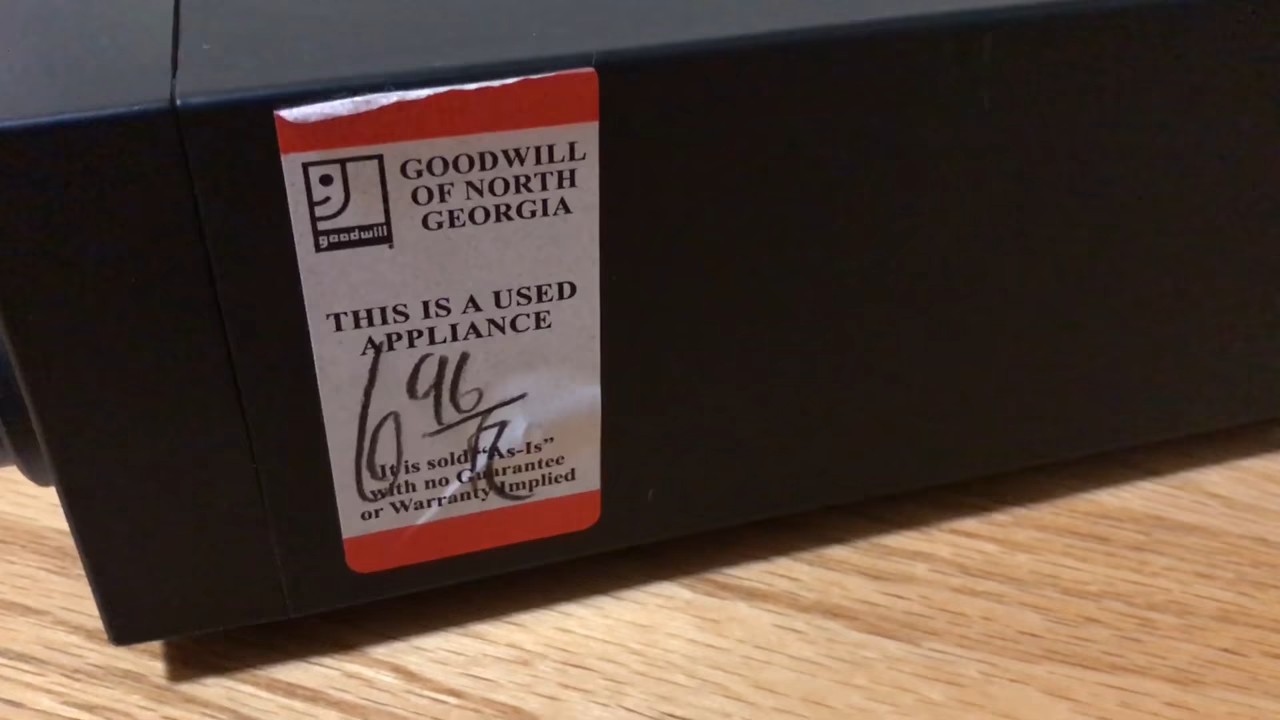 GOODWILL
OF NORTH
GEORGIA
goodwill
THIS IS A USED
APPLIANCE
6 96
R
It is sold “As-Is”
with no Guarantee
or Warranty Implied